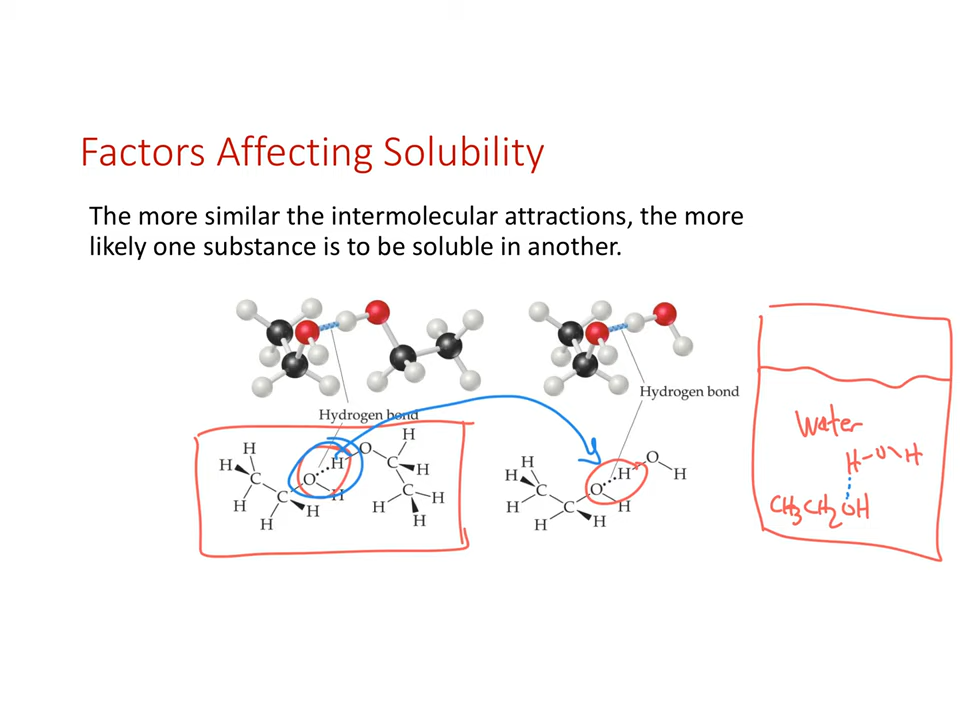 Factors Affecting Solubility
The more similar the intermolecular attractions, the more
likely one substance is to be soluble in another.
Hydrogen bond
Hydrogen bond
H
H
H
C
C
H
H
H
O
H
H
O
H
C
H
C
H
H
H
H
H
H
C
C
H
H
O
H
H
O
H
Water
H-O\H
CH3CH2OH